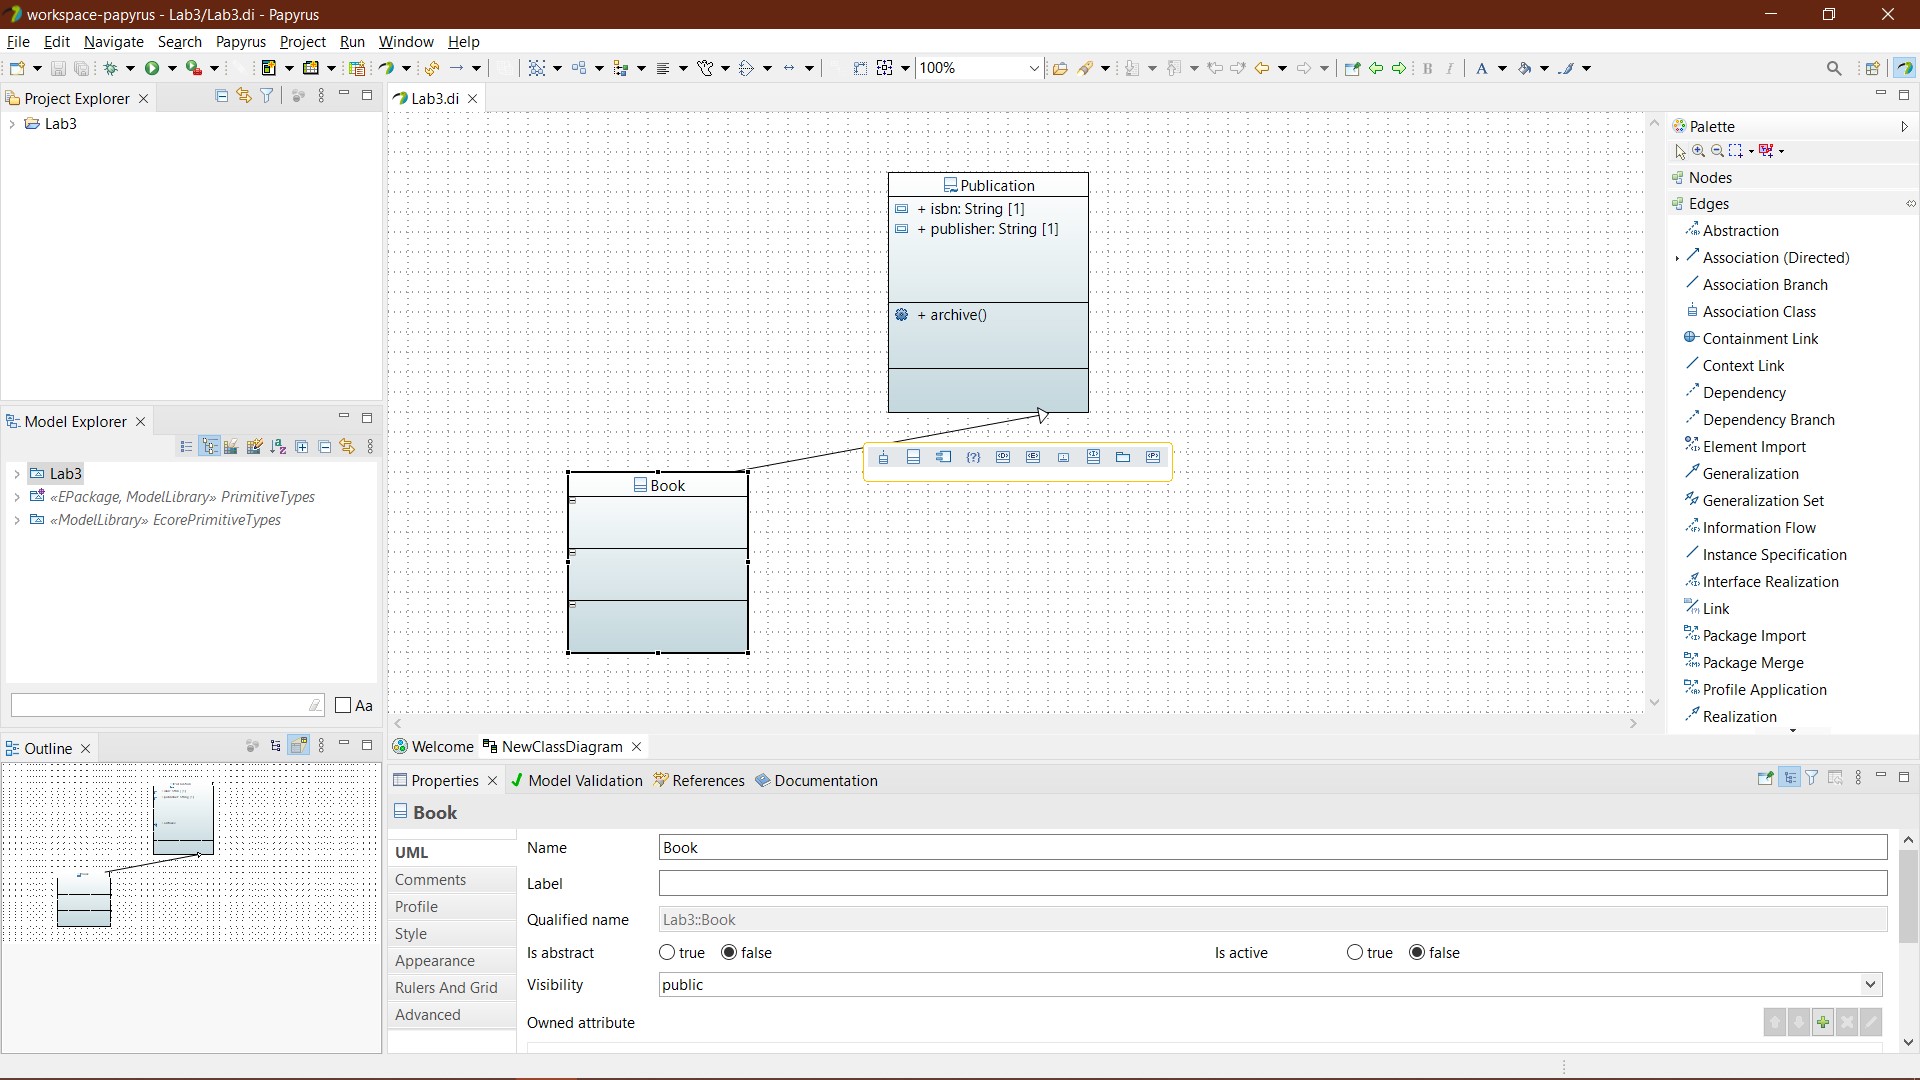 workspace-papyrus - Lab3/Lab3.di - Papyrus
File Edit Navigate Search Papyrus Project Run Window Help
100%
Project Explorer
Lab3
Model Explorer
Lab3
«EPackage, ModelLibrary» PrimitiveTypes
«ModelLibrary» EcorePrimitiveTypes
Aa
Outline
Lab3.di
Publication
+ isbn: String [1]
+ publisher: String [1]
+ archive()
Book
Palette
Nodes
Edges
Abstraction
Association (Directed)
Association Branch
Association Class
Containment Link
Context Link
Dependency
Dependency Branch
Element Import
Generalization
Generalization Set
Information Flow
Instance Specification
Interface Realization
Link
Package Import
Package Merge
Profile Application
Realization
Welcome NewClassDiagram
Properties Model Validation References Documentation
Book
UML
Comments
Profile
Style
Appearance
Rulers And Grid
Advanced
Name Book
Label
Qualified name Lab3::Book
Is abstract true false Is active true false
Visibility public
Owned attribute